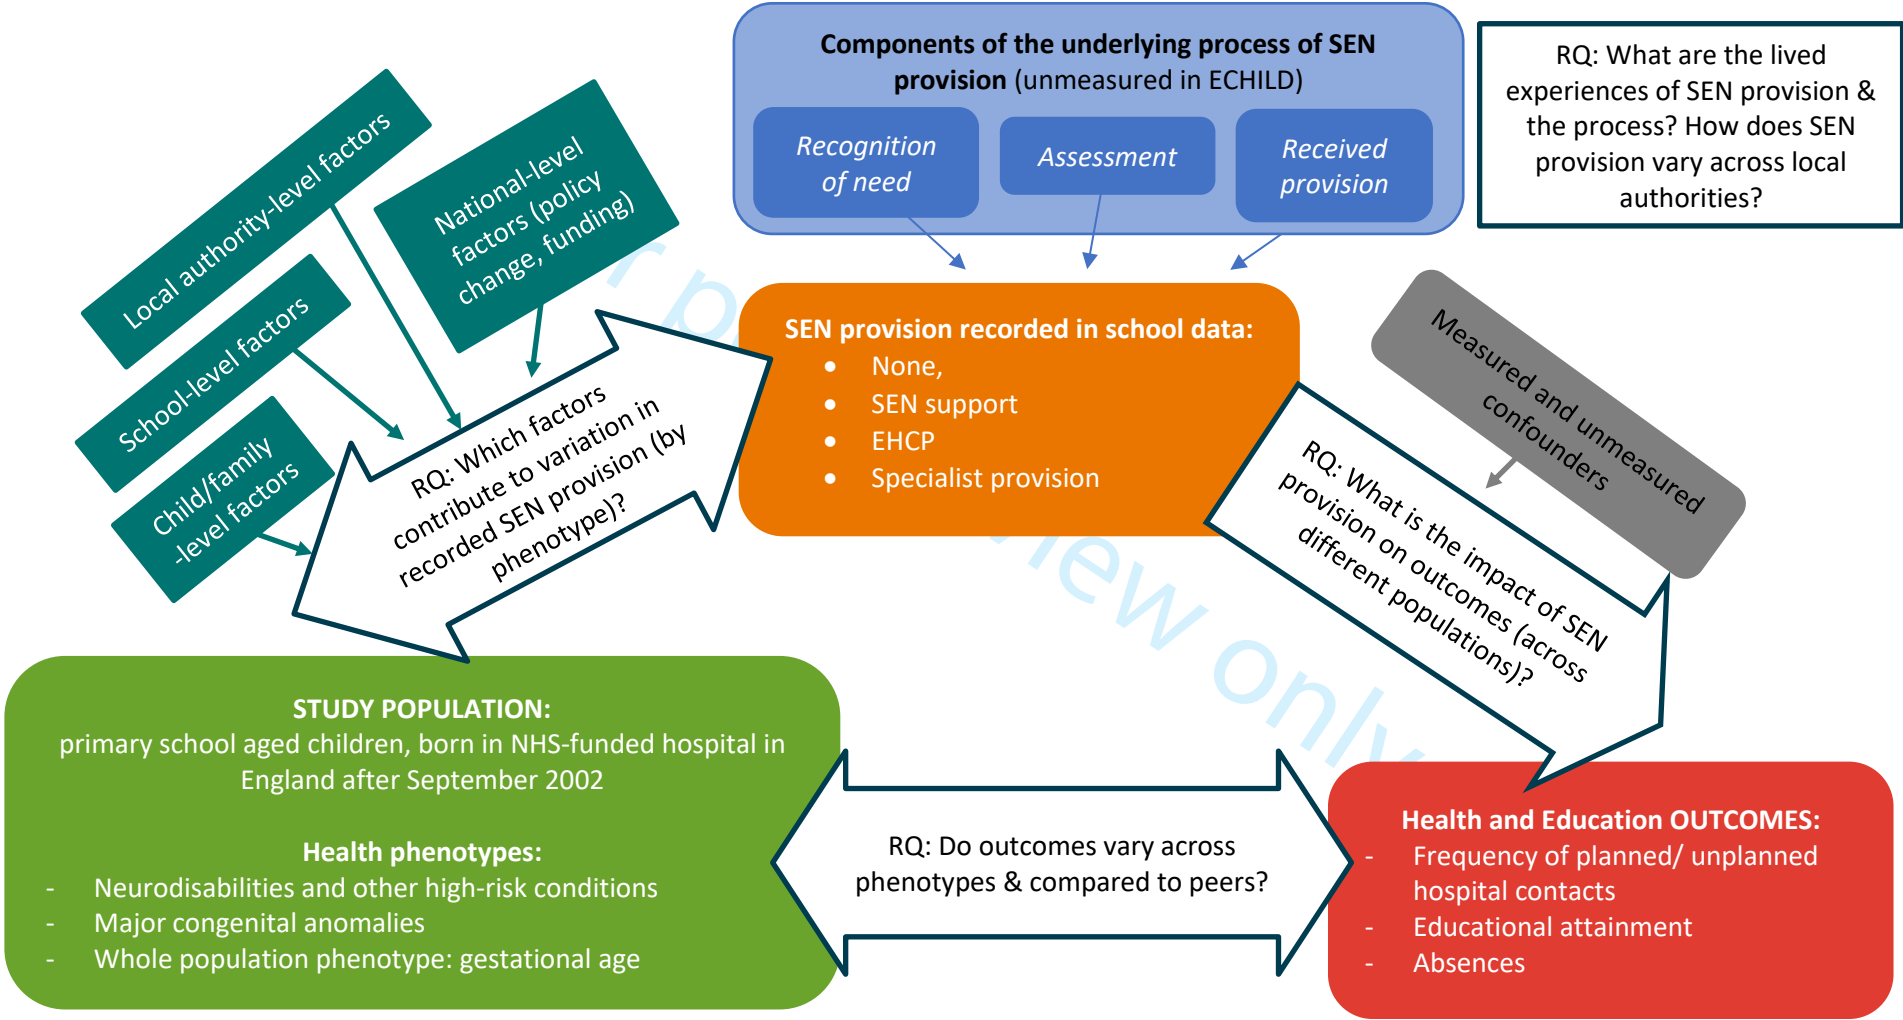 Components of the underlying process of SEN
provision (unmeasured in ECHILD)
Recognition
of need
Assessment
Received
provision
RQ: What are the lived
experiences of SEN provision &
the process? How does SEN
provision vary across local
authorities?
Local authority-level factors
National-level
factors (policy
change, funding)
School-level factors
Child/family
-level factors
RQ: Which factors
contribute to variation in
recorded SEN provision (by
phenotype)?
SEN provision recorded in school data:
• None,
• SEN support
• EHCP
• Specialist provision
Measured and unmeasured
confounders
RQ: What is the impact of SEN
provision on outcomes (across
different populations)?
STUDY POPULATION:
primary school aged children, born in NHS-funded hospital in
England after September 2002
Health phenotypes:
- Neurodisabilities and other high-risk conditions
- Major congenital anomalies
- Whole population phenotype: gestational age
RQ: Do outcomes vary across
phenotypes & compared to peers?
Health and Education OUTCOMES:
- Frequency of planned/ unplanned
hospital contacts
- Educational attainment
- Absences
only